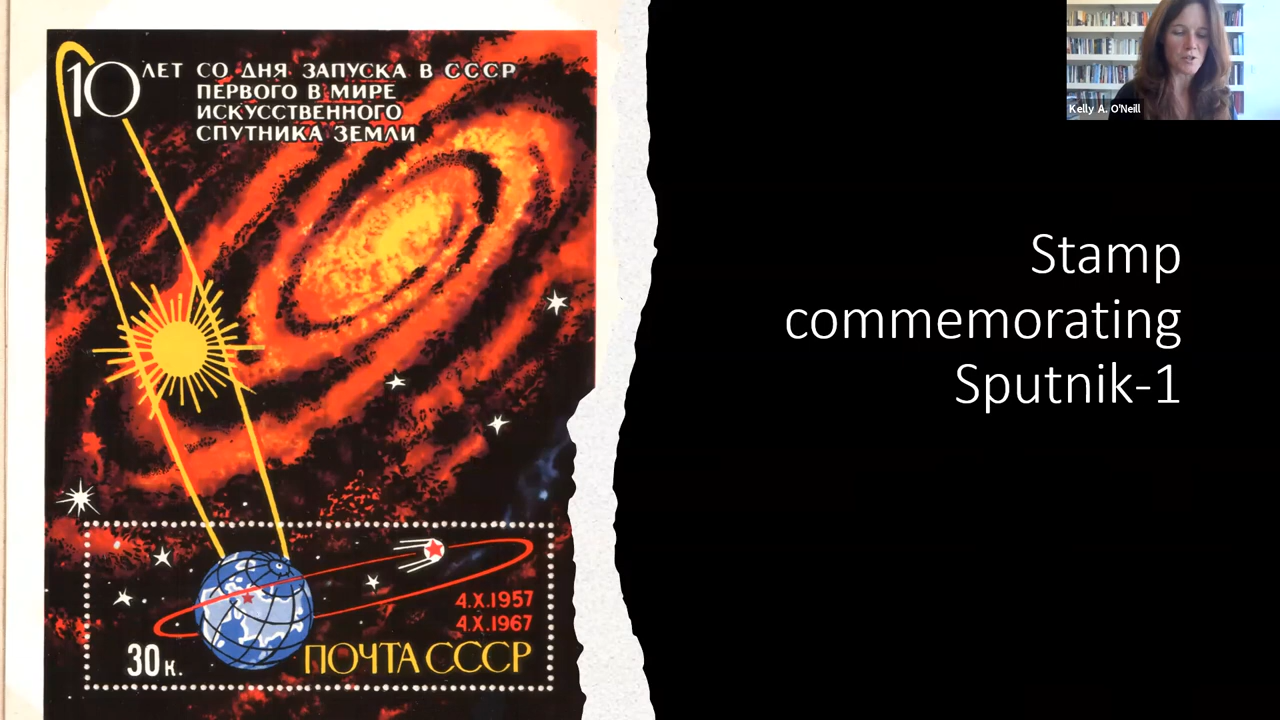 10 ЛЕТ СО ДНЯ ЗАПУСКА В СССР
ПЕРВОГО В МИРЕ
ИСКУССТВЕННОГО
СПУТНИКА ЗЕМЛИ
4.X.1957
4.X.1967
30 к.
ПОЧТА СССР
Stamp
commemorating
Sputnik-1
Kelly A. O'Neill